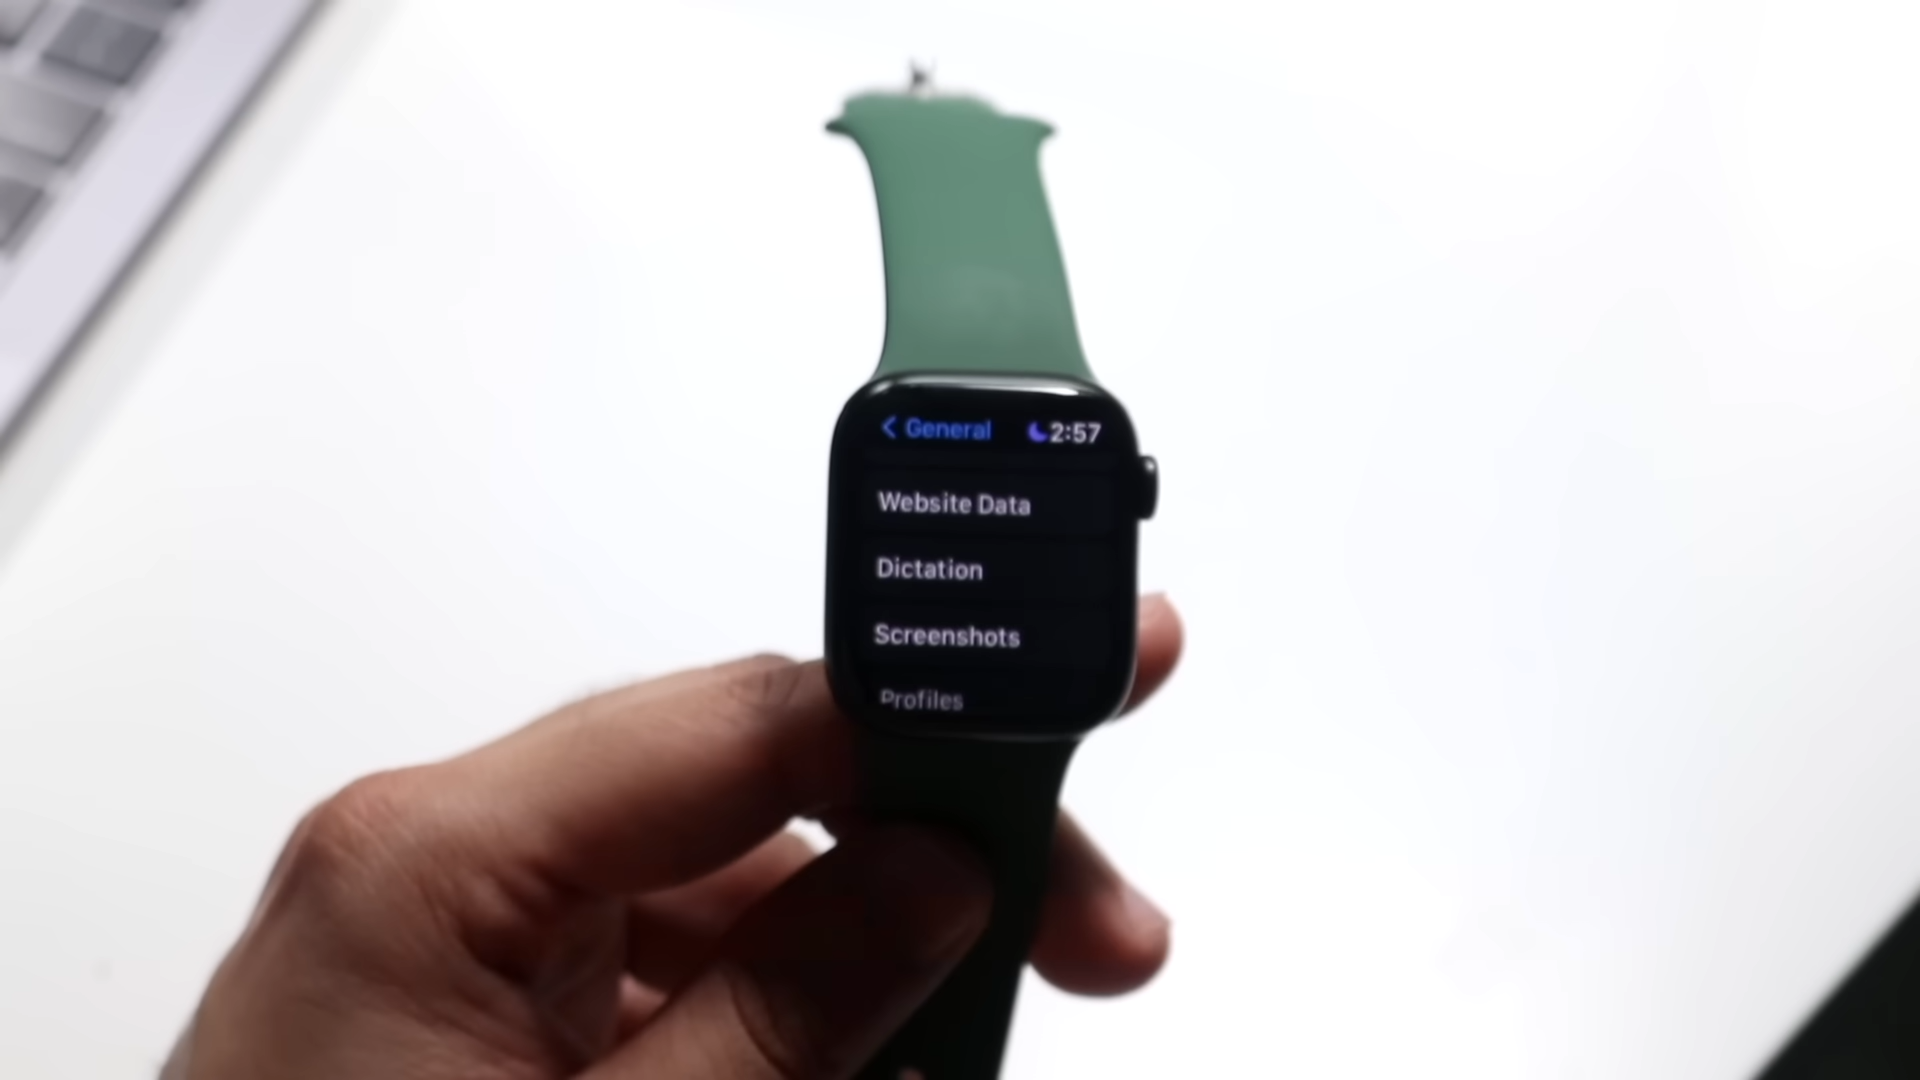 General 2:57
Website Data
Dictation
Screenshots
Profiles